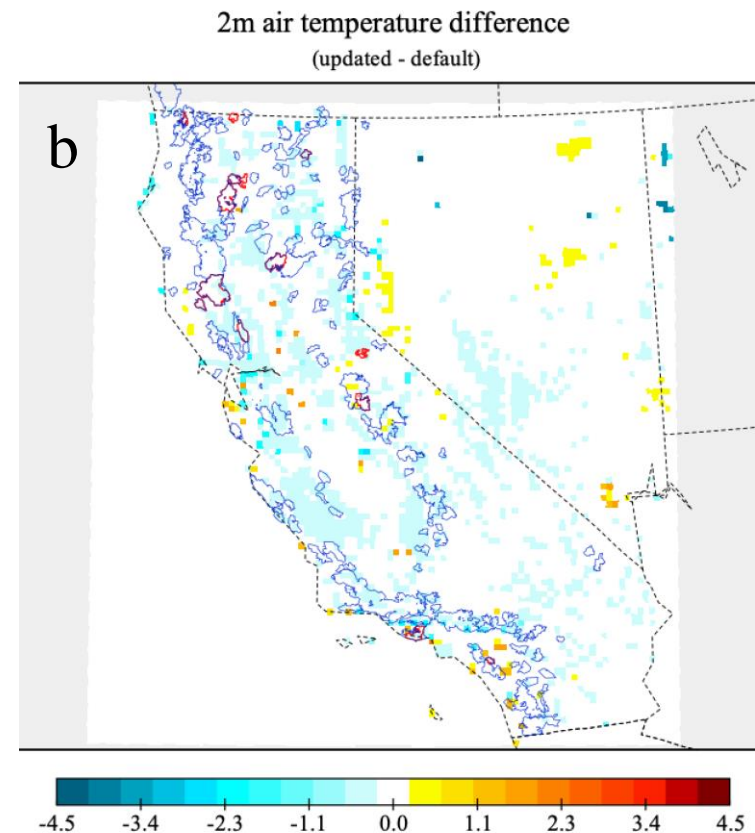 2m air temperature difference
(updated - default)
b
-4.5 -3.4 -2.3 -1.1 0.0 1.1 2.3 3.4 4.5